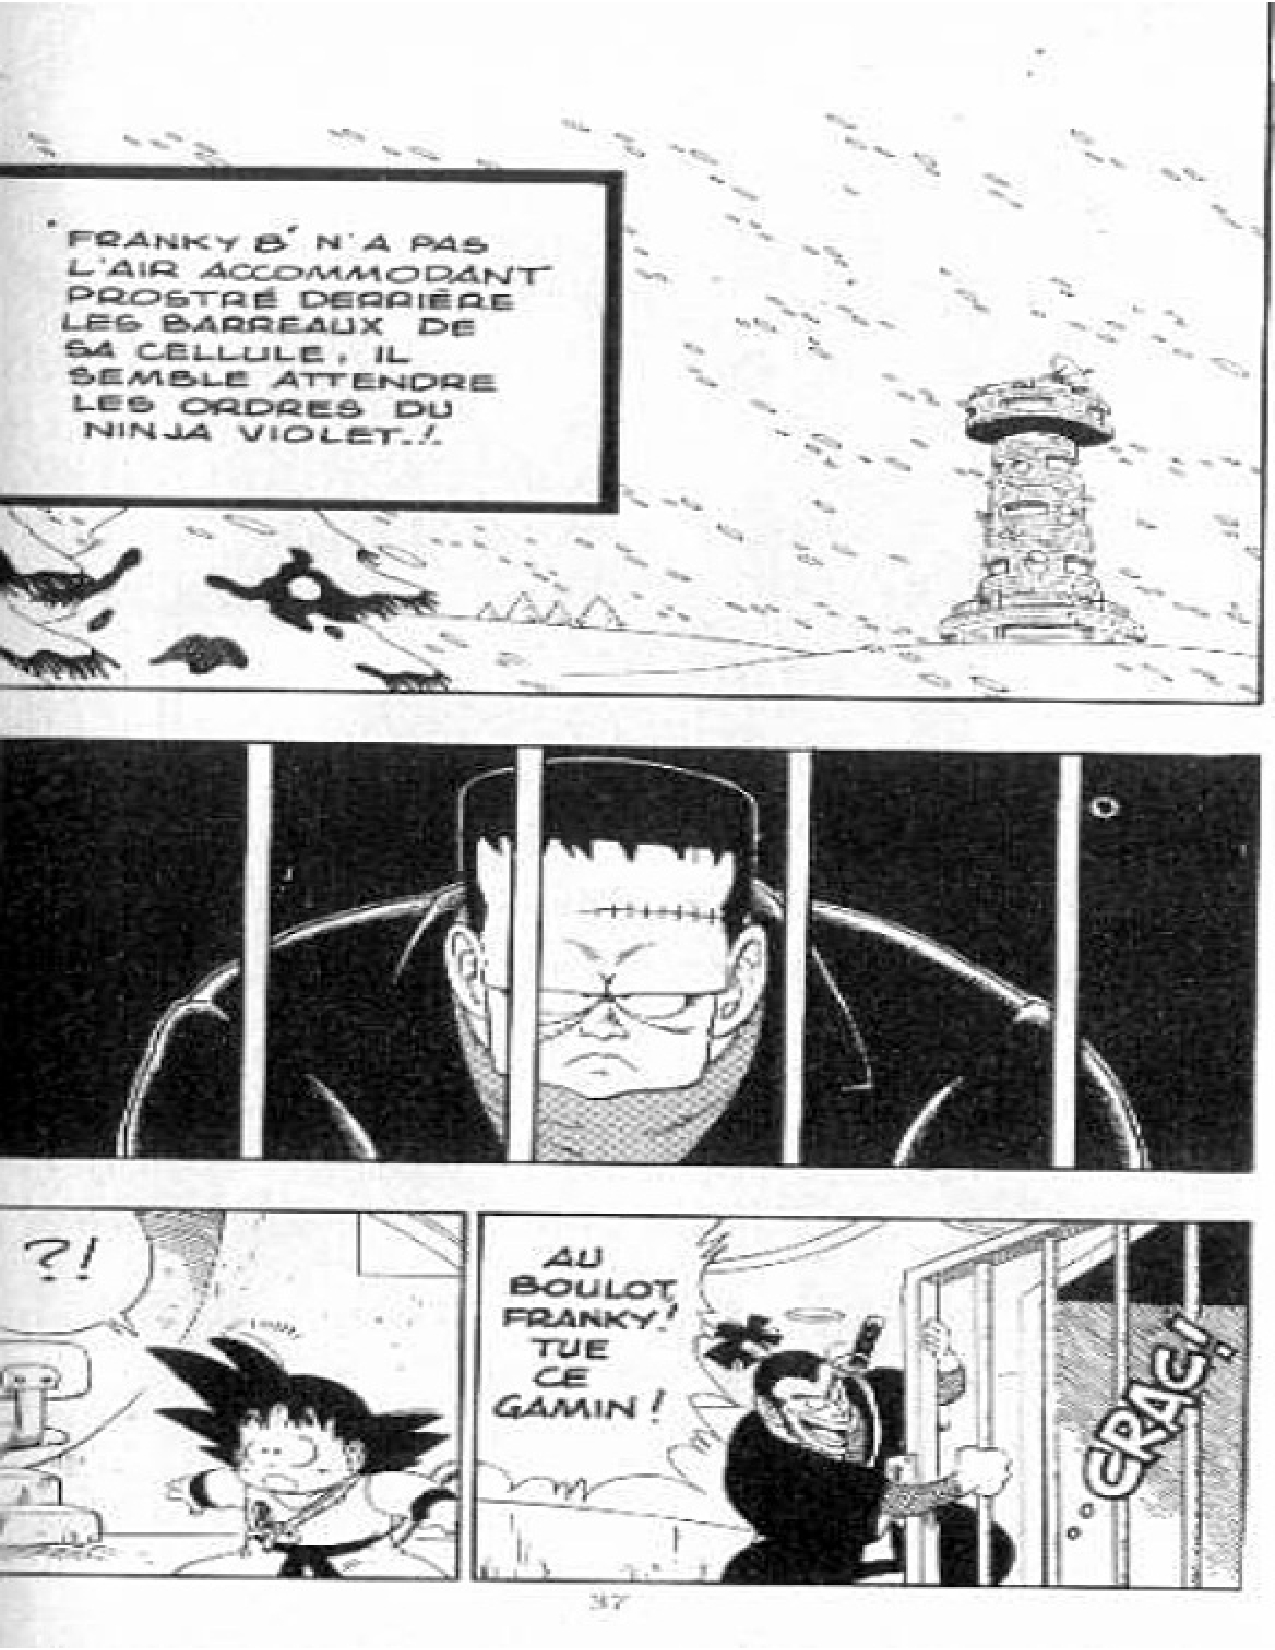 "FRANKY 8" N'A PAS
L'AIR ACCOMMODANT
PROSTRÉ DERRIÈRE
LES BARREAUX DE
SA CELLULE, IL
SEMBLE ATTENDRE
LES ORDRES DU
NINJA VIOLET..!
?!
AU
BOULOT,
FRANKY!
TUE
CE
GAMIN!
CRAC!
37